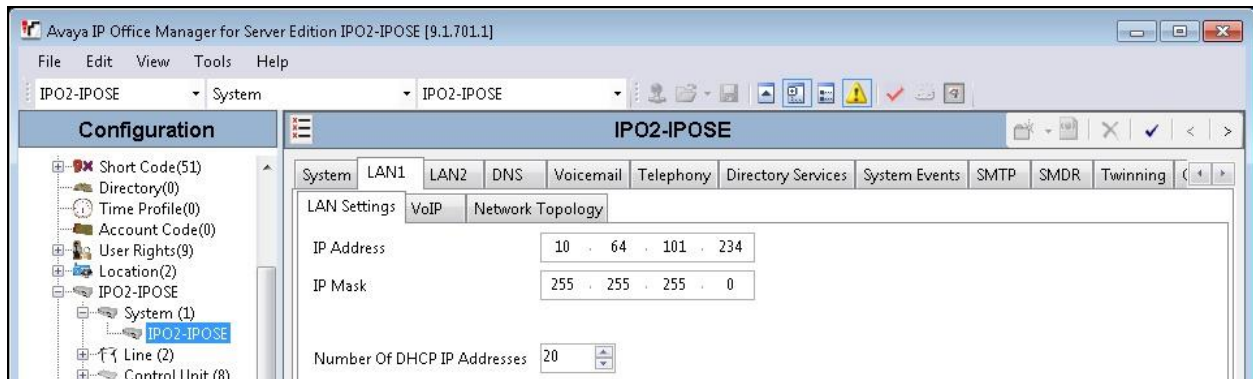 Avaya IP Office Manager for Server Edition IPO2-IPOSE [9.1.701.1]
File Edit View Tools Help
IPO2-IPOSE System IPO2-IPOSE
Configuration
IPO2-IPOSE
Short Code(51)
Directory(0)
Time Profile(0)
Account Code(0)
User Rights(9)
Location(2)
IPO2-IPOSE
System (1)
IPO2-IPOSE
Line (2)
Control Unit (8)
System LAN1 LAN2 DNS Voicemail Telephony Directory Services System Events SMTP SMDR Twinning
LAN Settings VoIP Network Topology
IP Address 10 . 64 . 101 . 234
IP Mask 255 . 255 . 255 . 0
Number Of DHCP IP Addresses 20